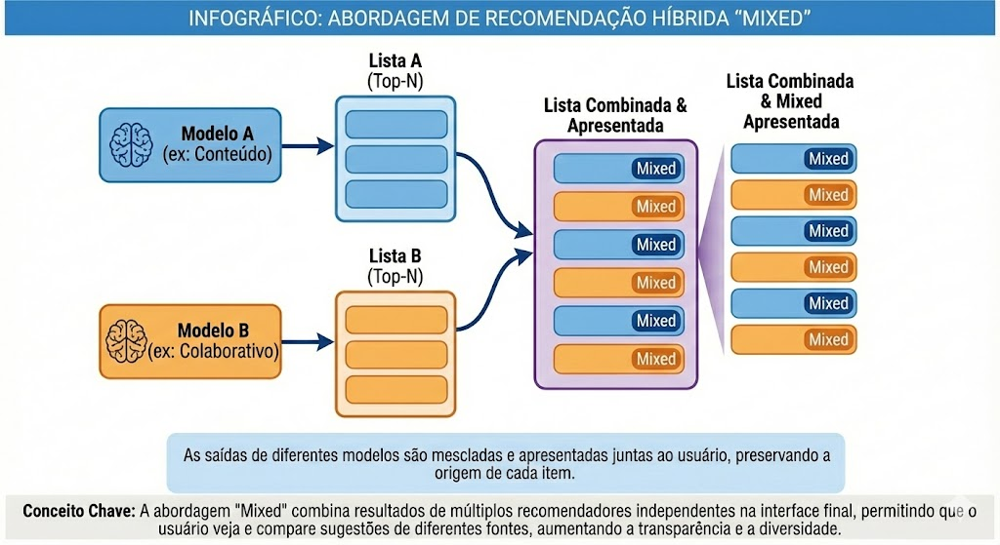 INFOGRÁFICO: ABORDAGEM DE RECOMENDAÇÃO HÍBRIDA “MIXED”
Lista A
(Top-N)
Modelo A
(ex: Conteúdo)
Lista B
(Top-N)
Modelo B
(ex: Colaborativo)
Lista Combinada &
Apresentada
Mixed
Mixed
Mixed
Mixed
Mixed
Mixed
Lista Combinada
& Mixed
Apresentada
Mixed
Mixed
Mixed
Mixed
Mixed
Mixed
As saídas de diferentes modelos são mescladas e apresentadas juntas ao usuário, preservando a
origem de cada item.
Conceito Chave: A abordagem "Mixed" combina resultados de múltiplos recomendadores independentes na interface final, permitindo que o
usuário veja e compare sugestões de diferentes fontes, aumentando a transparência e a diversidade.